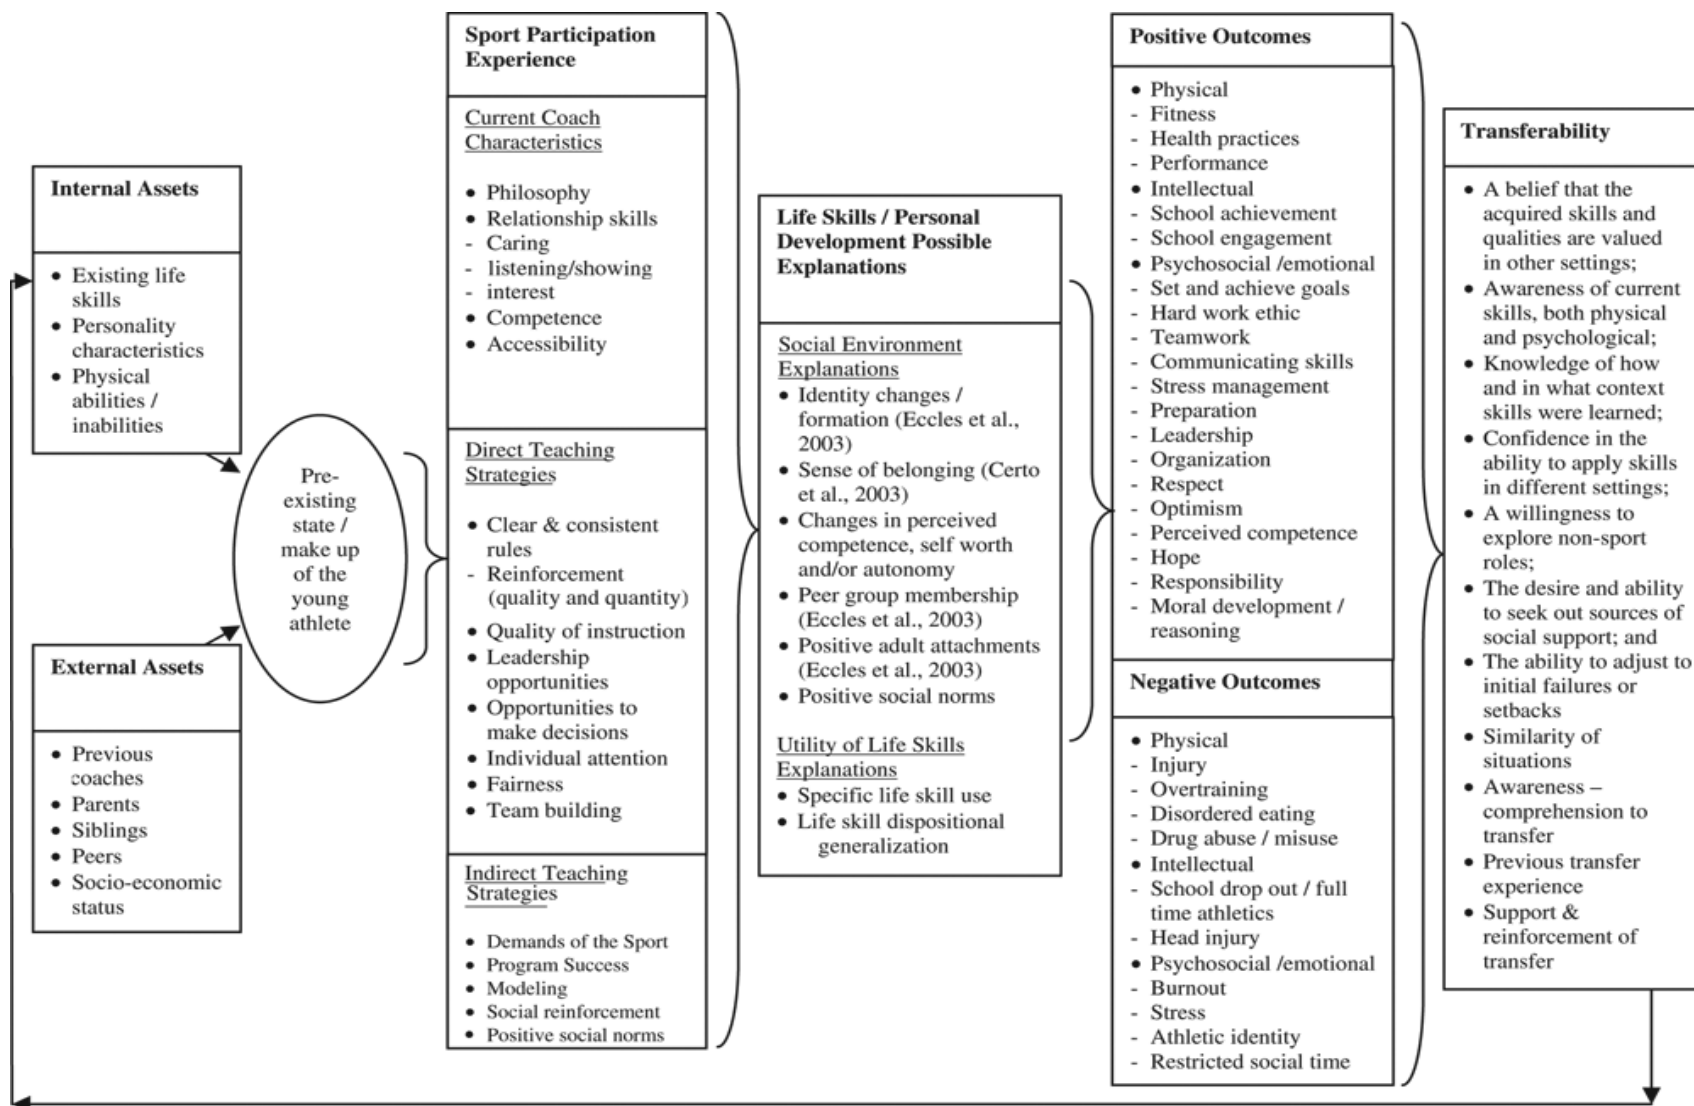 Internal Assets
● Existing life
skills
● Personality
characteristics
● Physical
abilities /
inabilities
External Assets
● Previous
coaches
● Parents
● Siblings
● Peers
● Socio-economic
status
Pre-
existing
state /
make up
of the
young
athlete
Sport Participation
Experience
Current Coach
Characteristics
● Philosophy
● Relationship skills
- Caring
- listening/showing
- interest
● Competence
● Accessibility
Direct Teaching
Strategies
● Clear & consistent
rules
- Reinforcement
(quality and quantity)
● Quality of instruction
● Leadership
opportunities
● Opportunities to
make decisions
● Individual attention
● Fairness
● Team building
Indirect Teaching
Strategies
● Demands of the Sport
● Program Success
● Modeling
● Social reinforcement
● Positive social norms
Life Skills / Personal
Development Possible
Explanations
Social Environment
Explanations
● Identity changes /
formation (Eccles et al.,
2003)
● Sense of belonging (Certo
et al., 2003)
● Changes in perceived
competence, self worth
and/or autonomy
● Peer group membership
(Eccles et al., 2003)
● Positive adult attachments
(Eccles et al., 2003)
● Positive social norms
Utility of Life Skills
Explanations
● Specific life skill use
● Life skill dispositional
generalization
Positive Outcomes
● Physical
- Fitness
- Health practices
- Performance
● Intellectual
- School achievement
- School engagement
● Psychosocial /emotional
- Set and achieve goals
- Hard work ethic
- Teamwork
- Communicating skills
- Stress management
- Preparation
- Leadership
- Organization
- Respect
- Optimism
- Perceived competence
- Hope
- Responsibility
- Moral development /
reasoning
Negative Outcomes
● Physical
- Injury
- Overtraining
- Disordered eating
- Drug abuse / misuse
● Intellectual
- School drop out / full
time athletics
- Head injury
● Psychosocial /emotional
- Burnout
- Stress
- Athletic identity
- Restricted social time
Transferability
● A belief that the
acquired skills and
qualities are valued
in other settings;
● Awareness of current
skills, both physical
and psychological;
● Knowledge of how
and in what context
skills were learned;
● Confidence in the
ability to apply skills
in different settings;
● A willingness to
explore non-sport
roles;
● The desire and ability
to seek out sources of
social support; and
● The ability to adjust to
initial failures or
setbacks
● Similarity of
situations
● Awareness –
comprehension to
transfer
● Previous transfer
experience
● Support &
reinforcement of
transfer